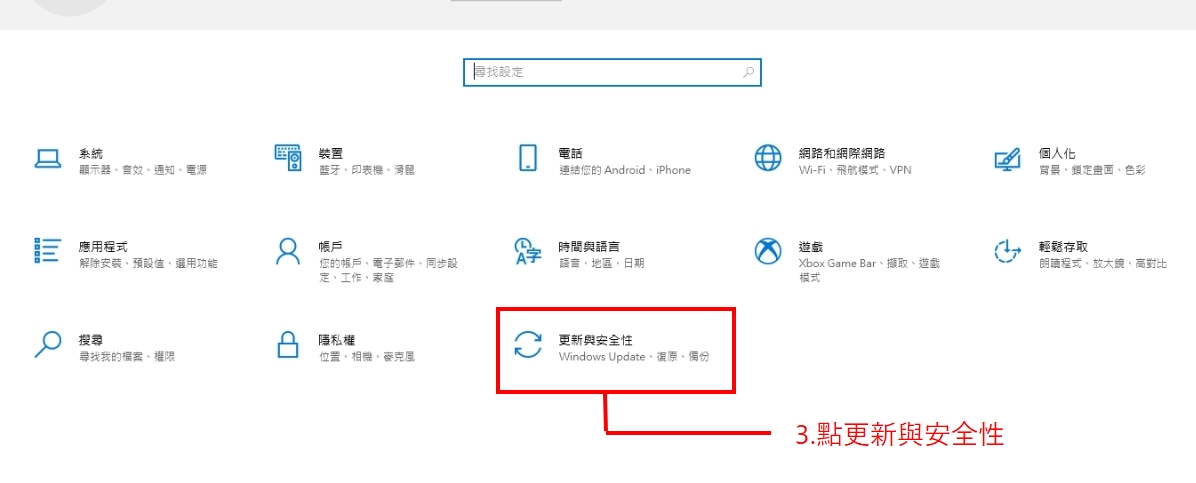 尋找設定
系統
顯示器、音效、通知、電源
裝置
藍牙、印表機、滑鼠
電話
連結您的 Android、iPhone
網路和網際網路
Wi-Fi、飛航模式、VPN
個人化
背景、鎖定畫面、色彩
應用程式
解除安裝、預設值、選用功能
帳戶
您的帳戶、電子郵件、同步設
定、工作、家庭
時間與語言
語音、地區、日期
遊戲
Xbox Game Bar、擷取、遊戲
模式
輕鬆存取
朗讀程式、放大鏡、高對比
搜尋
尋找我的檔案、權限
隱私權
位置、相機、麥克風
更新與安全性
Windows Update、復原、備份
3.點更新與安全性